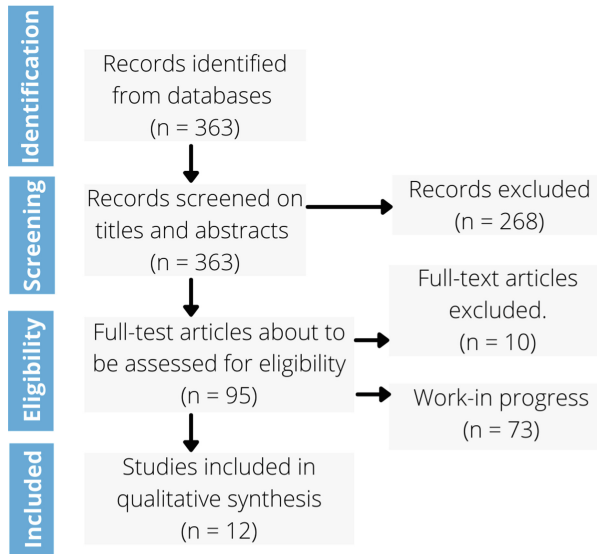 Identification
Records identified
from databases
(n = 363)
Screening
Records screened on
titles and abstracts
(n = 363)
Records excluded
(n = 268)
Eligibility
Full-test articles about to
be assessed for eligibility
(n = 95)
Full-text articles
excluded.
(n = 10)
Work-in progress
(n = 73)
Included
Studies included in
qualitative synthesis
(n = 12)